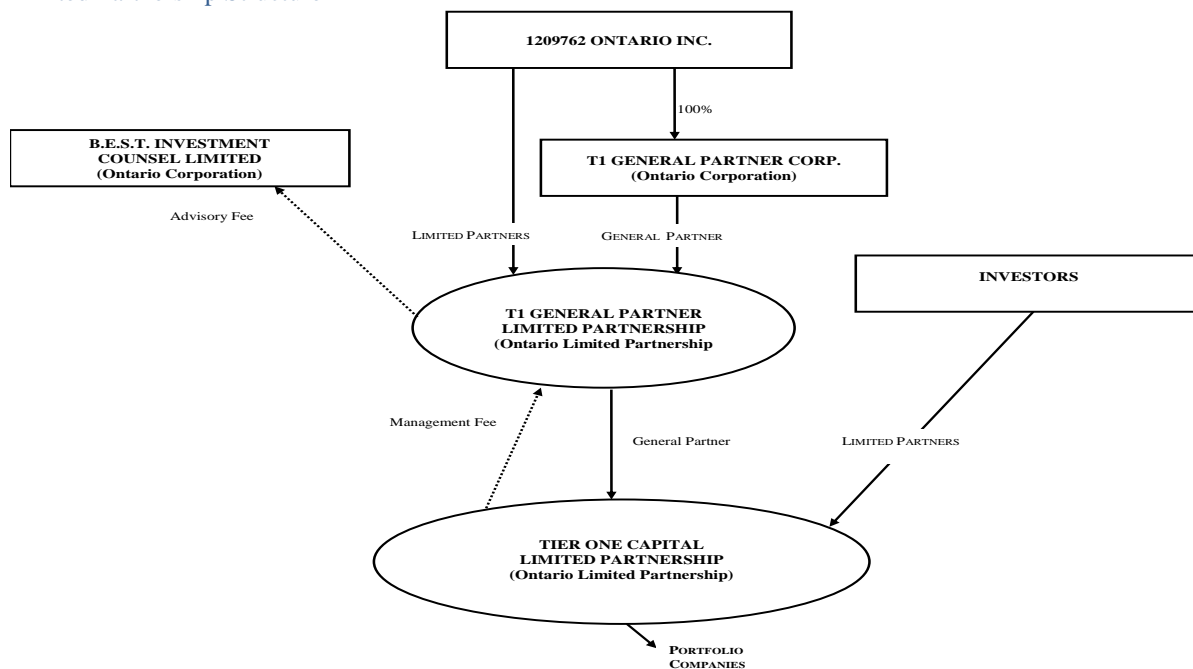 1209762 ONTARIO INC.
100%
B.E.S.T. INVESTMENT
COUNSEL LIMITED
(Ontario Corporation)
T1 GENERAL PARTNER CORP.
(Ontario Corporation)
Advisory Fee
LIMITED PARTNERS
GENERAL PARTNER
INVESTORS
T1 GENERAL PARTNER
LIMITED PARTNERSHIP
(Ontario Limited Partnership
Management Fee
General Partner
LIMITED PARTNERS
TIER ONE CAPITAL
LIMITED PARTNERSHIP
(Ontario Limited Partnership)
PORTFOLIO
COMPANIES